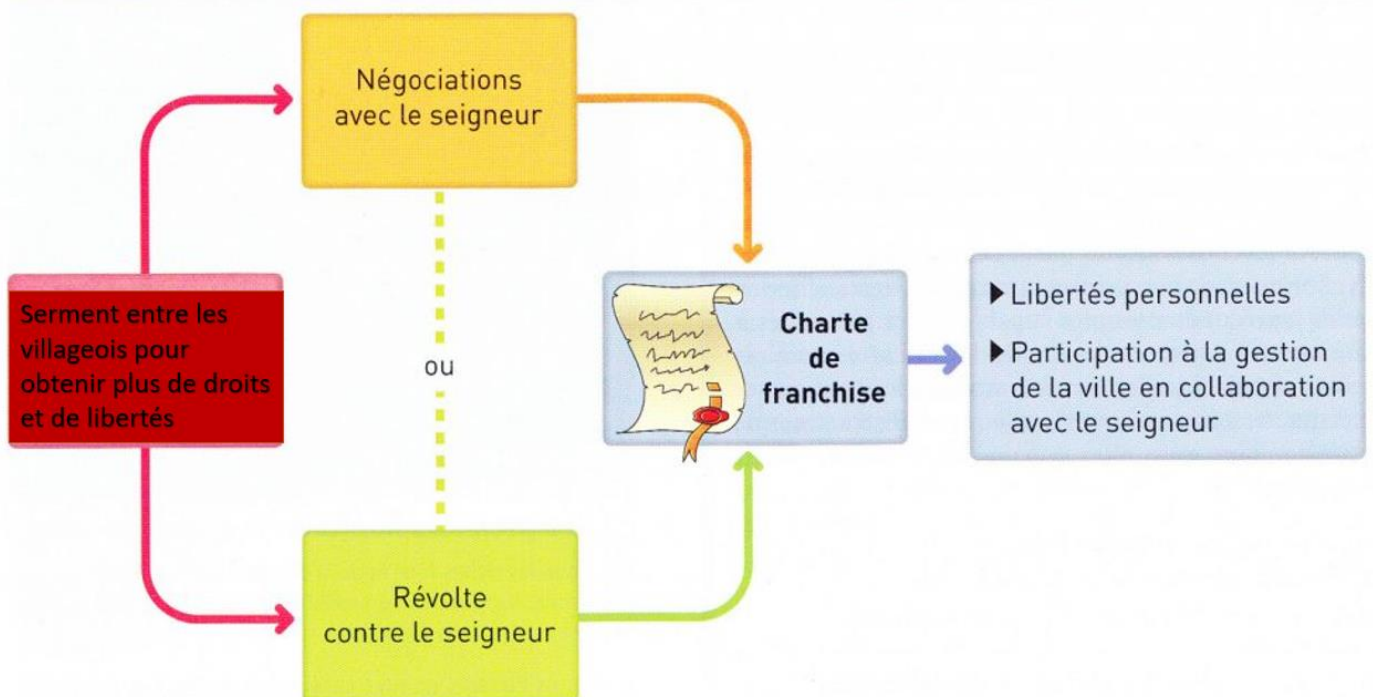 Négociations
avec le seigneur
Serment entre les
villageois pour
obtenir plus de droits
et de libertés
ou
Charte
de
franchise
▶ Libertés personnelles
▶ Participation à la gestion
de la ville en collaboration
avec le seigneur
Révolte
contre le seigneur